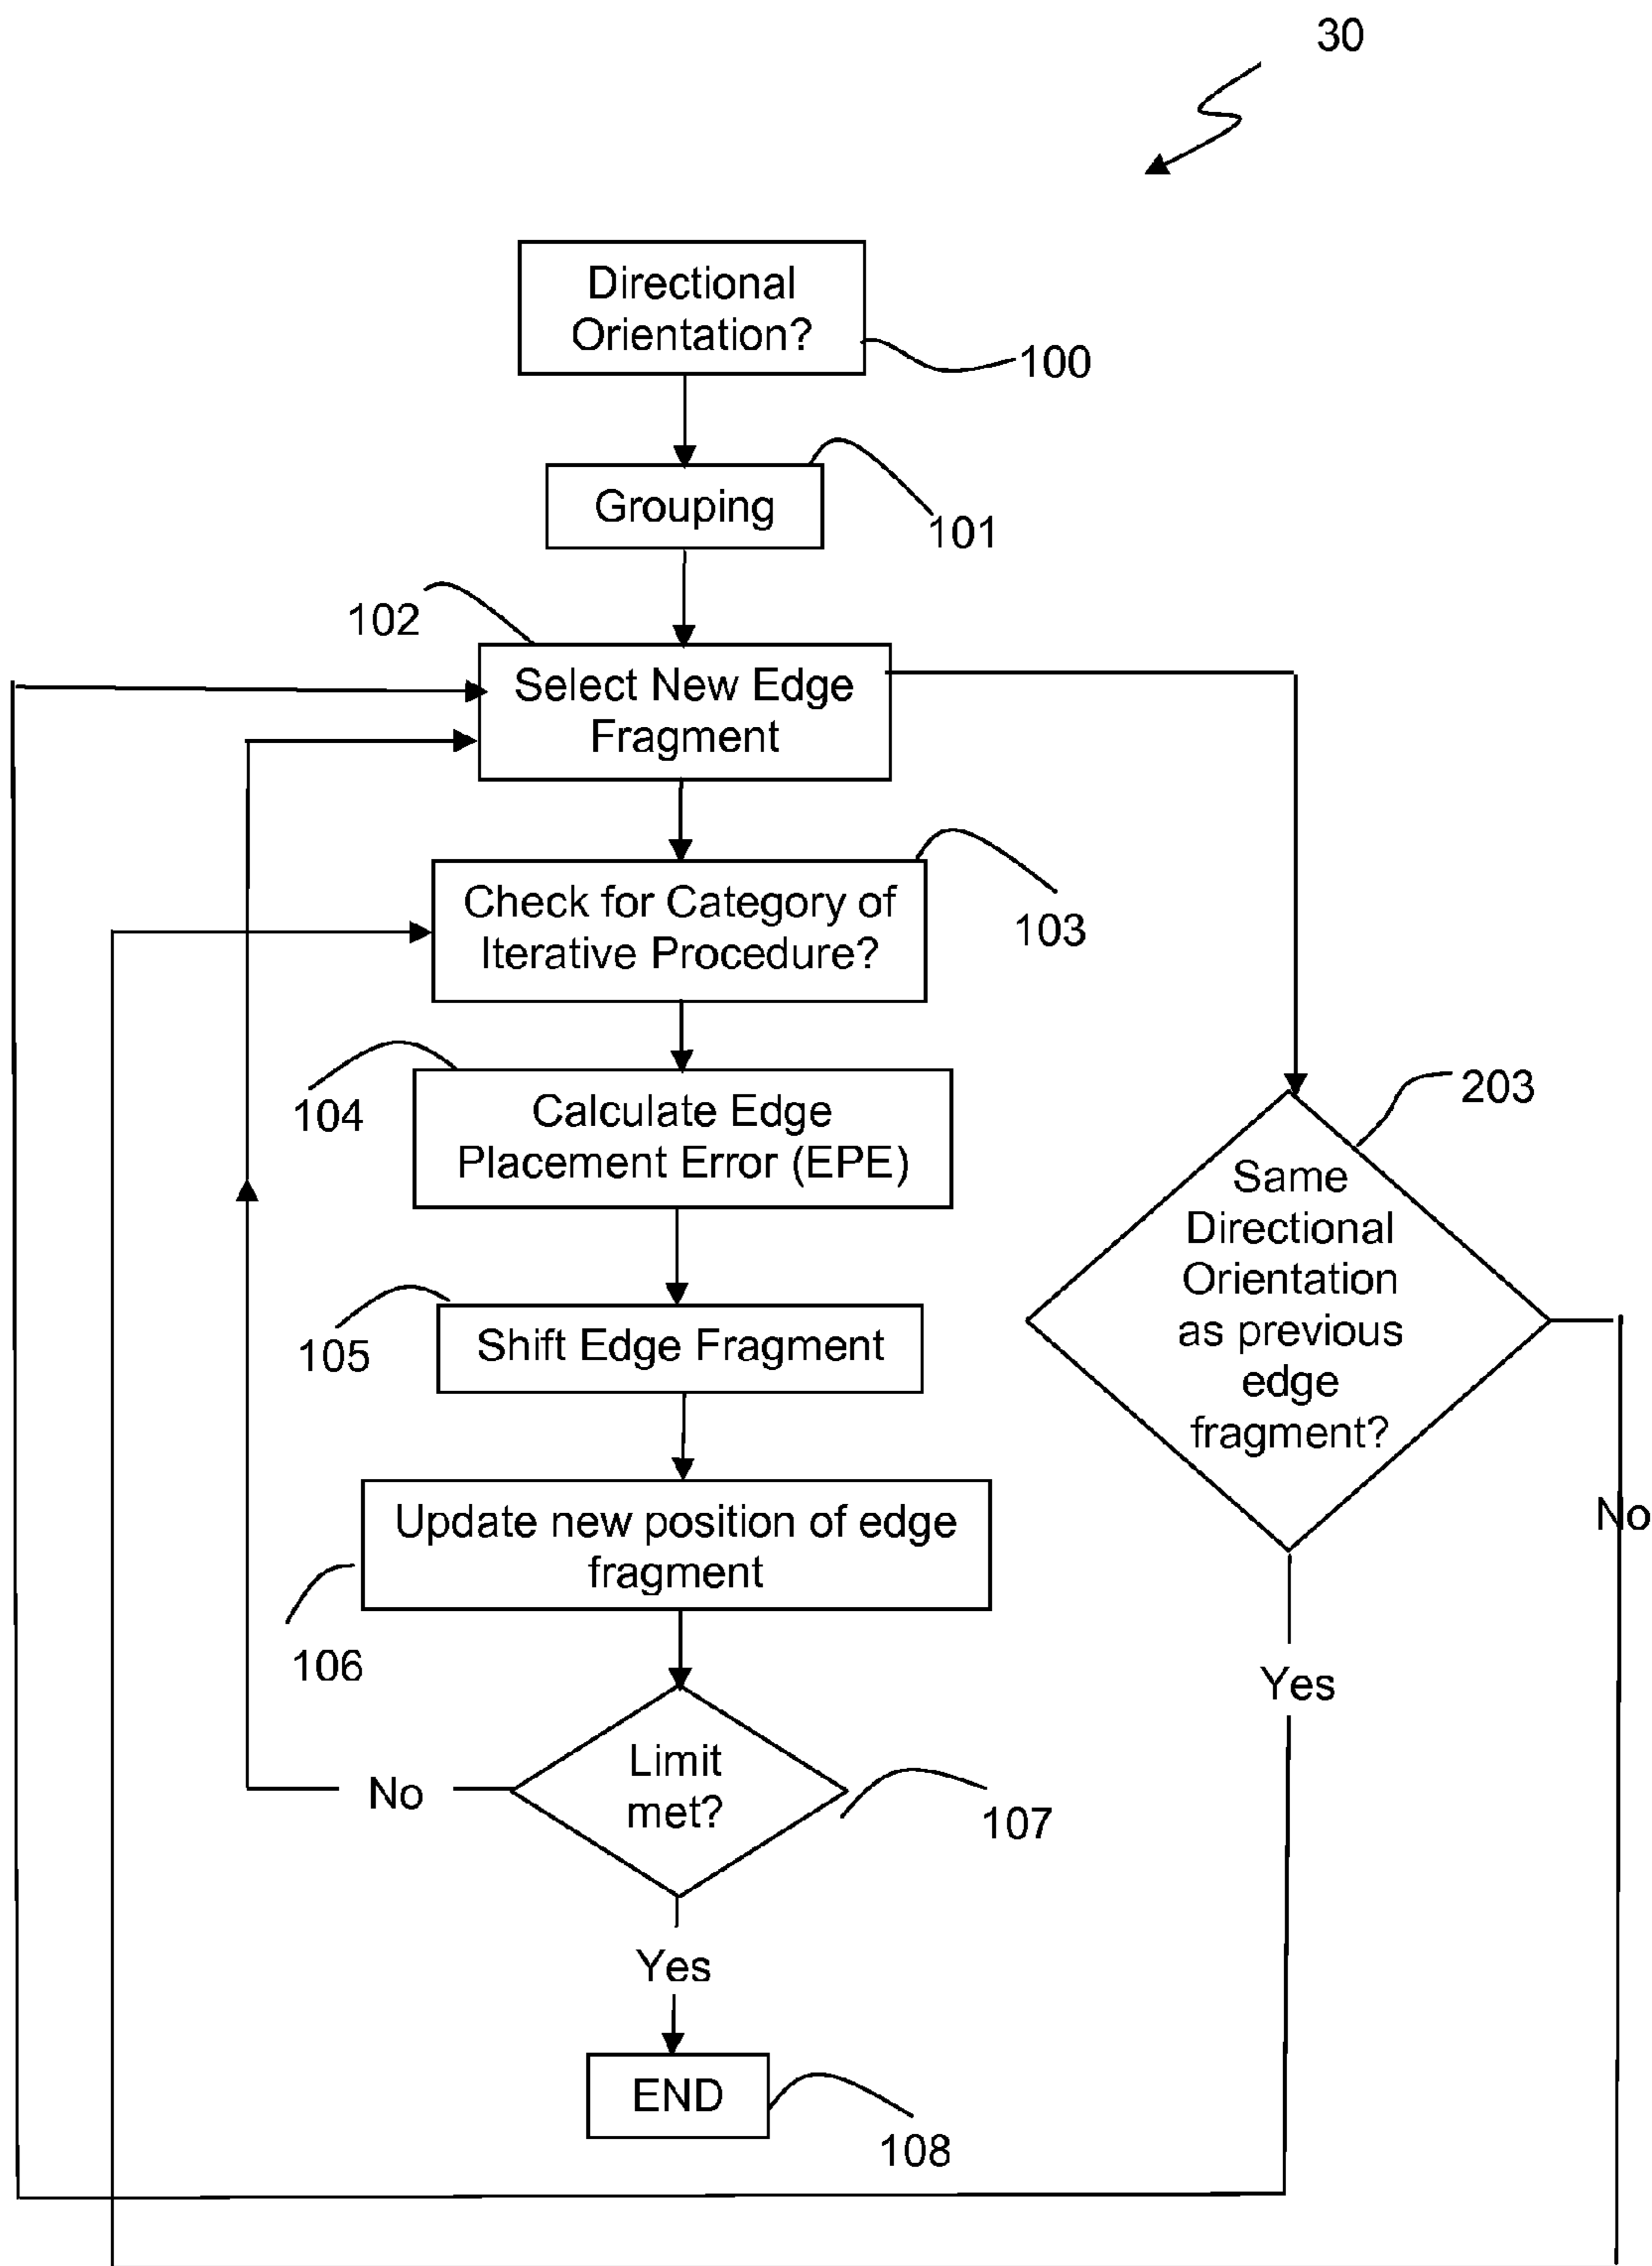 30
Directional
Orientation?
100
Grouping
101
102
Select New Edge
Fragment
Check for Category of
Iterative Procedure?
103
104
Calculate Edge
Placement Error (EPE)
203
Same
Directional
Orientation
as previous
edge
fragment?
105
Shift Edge Fragment
Update new position of edge
fragment
No
106
Yes
Limit
met?
No
107
Yes
END
108